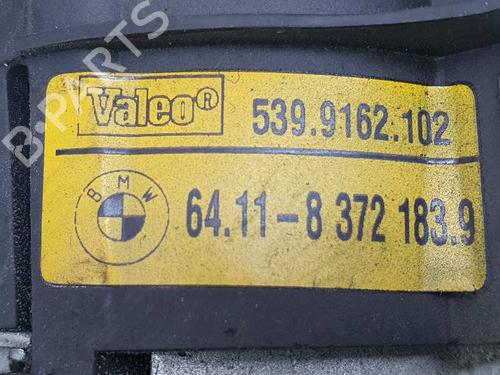 B-PARTS
Valeo®
539.9162.102
BMW
64.11-8 372 183.9